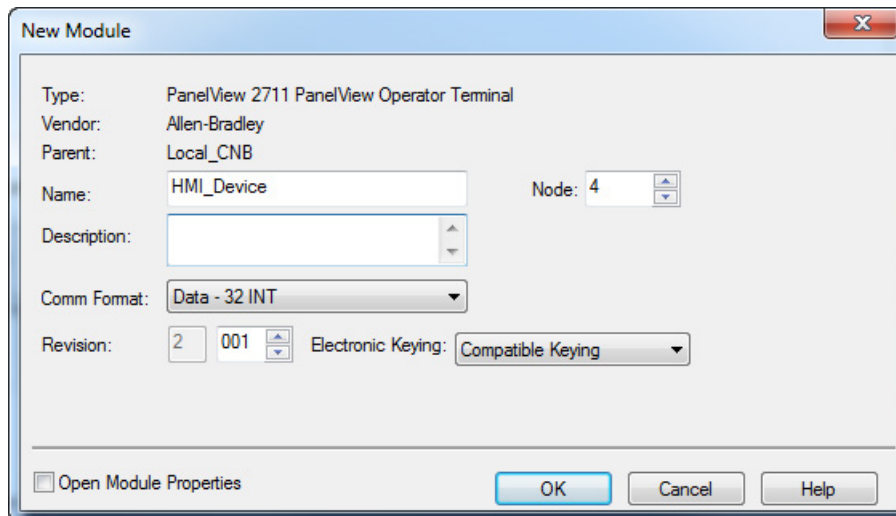 New Module
Type: PanelView 2711 PanelView Operator Terminal
Vendor: Allen-Bradley
Parent: Local_CNB
Name: HMI_Device Node: 4
Description:
Comm Format: Data - 32 INT
Revision: 2 001 Electronic Keying: Compatible Keying
Open Module Properties OK Cancel Help